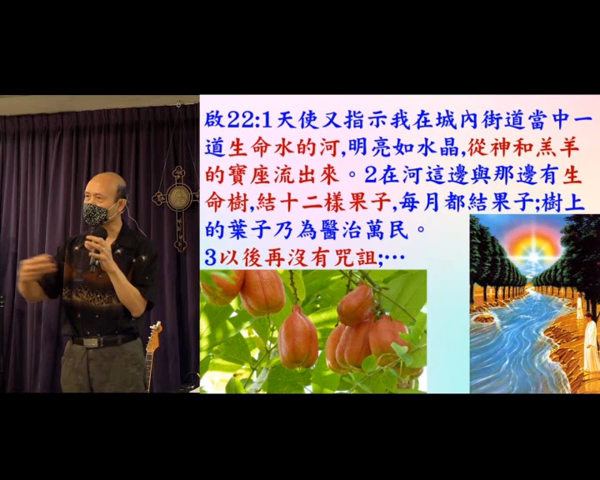 啟22:1天使又指示我在城內街道當中一
道生命水的河,明亮如水晶,從神和羔羊
的寶座流出來。2在河這邊與那邊有生
命樹,結十二樣果子,每月都結果子;樹上
的葉子乃為醫治萬民。
3以後再沒有咒詛;…